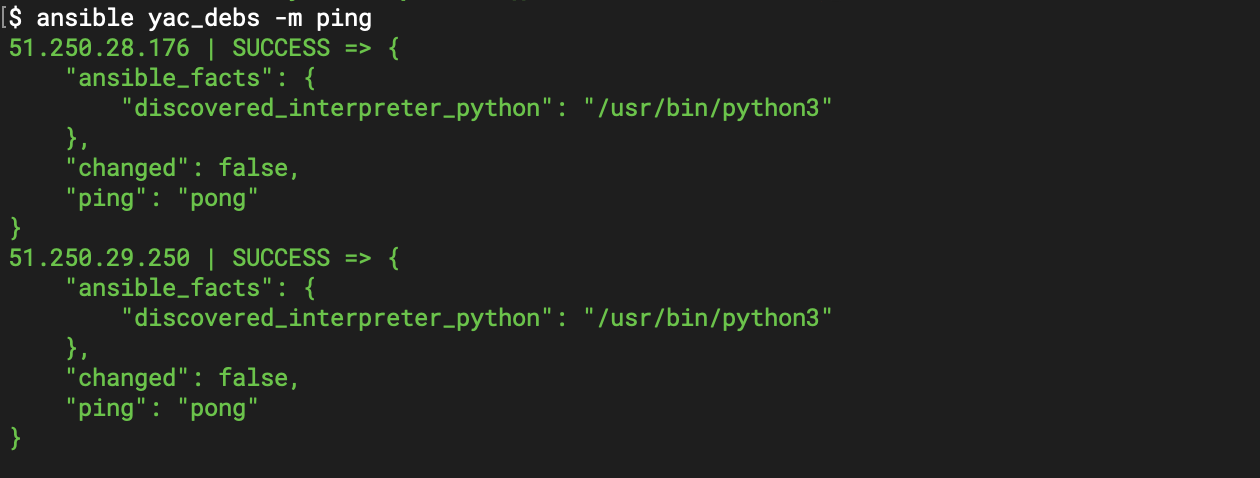 [$ ansible yac_debs -m ping
51.250.28.176 | SUCCESS => {
    "ansible_facts": {
        "discovered_interpreter_python": "/usr/bin/python3"
    },
    "changed": false,
    "ping": "pong"
}
51.250.29.250 | SUCCESS => {
    "ansible_facts": {
        "discovered_interpreter_python": "/usr/bin/python3"
    },
    "changed": false,
    "ping": "pong"
}